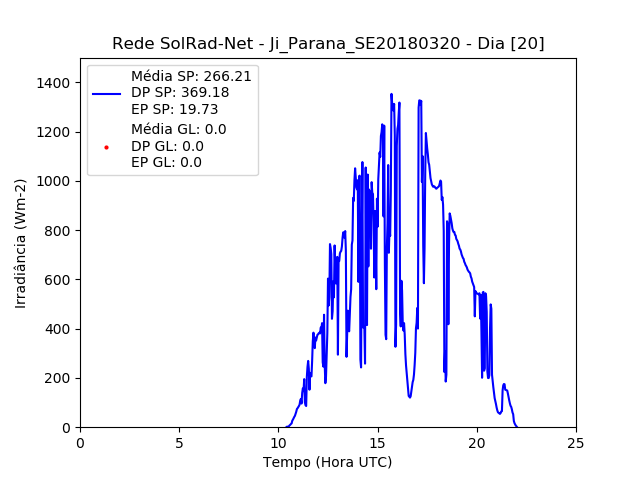 Rede SolRad-Net - Ji_Parana_SE20180320 - Dia [20]
Média SP: 266.21
DP SP: 369.18
EP SP: 19.73
Média GL: 0.0
DP GL: 0.0
EP GL: 0.0
1400
1200
1000
800
600
400
200
0
Irradiância (Wm-2)
0 5 10 15 20 25
Tempo (Hora UTC)